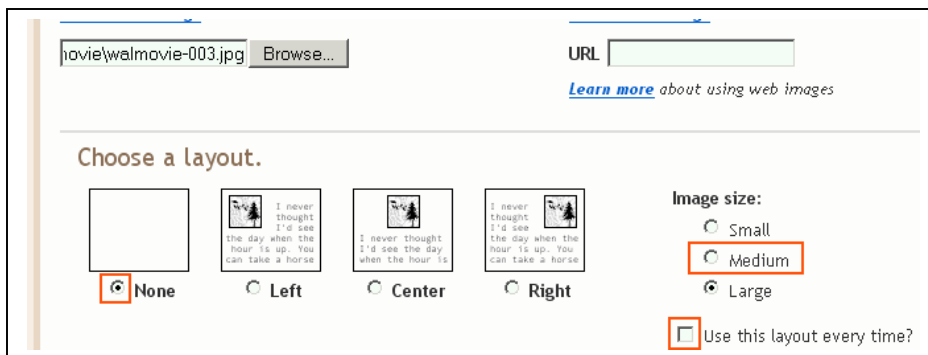 ovie\walmovie-003.jpg Browse...
URL
Learn more about using web images
Choose a layout.
I never
thought
I'd see
the day when the
hour is up. You
can take a horse
I never thought
I'd see the day
when the hour is
I never
thought
I'd see
the day when the
hour is up. You
can take a horse
None
Left
Center
Right
Image size:
Small
Medium
Large
Use this layout every time?